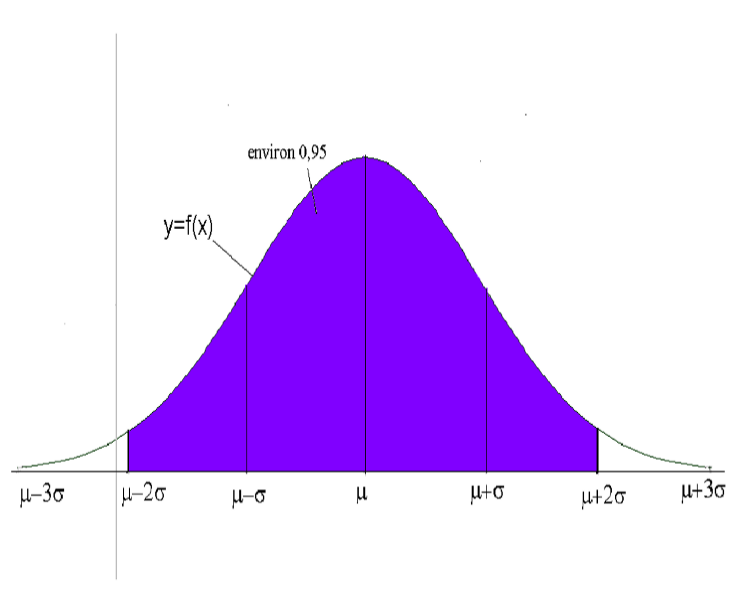 environ 0,95
y=f(x)
μ−3σ
μ−2σ
μ−σ
μ
μ+σ
μ+2σ
μ+3σ